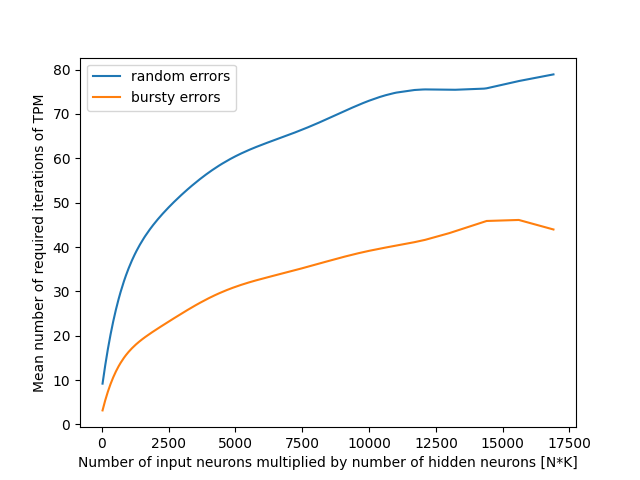 random errors
bursty errors
Mean number of required iterations of TPM
80
70
60
50
40
30
20
10
0
0 2500 5000 7500 10000 12500 15000 17500
Number of input neurons multiplied by number of hidden neurons [N*K]